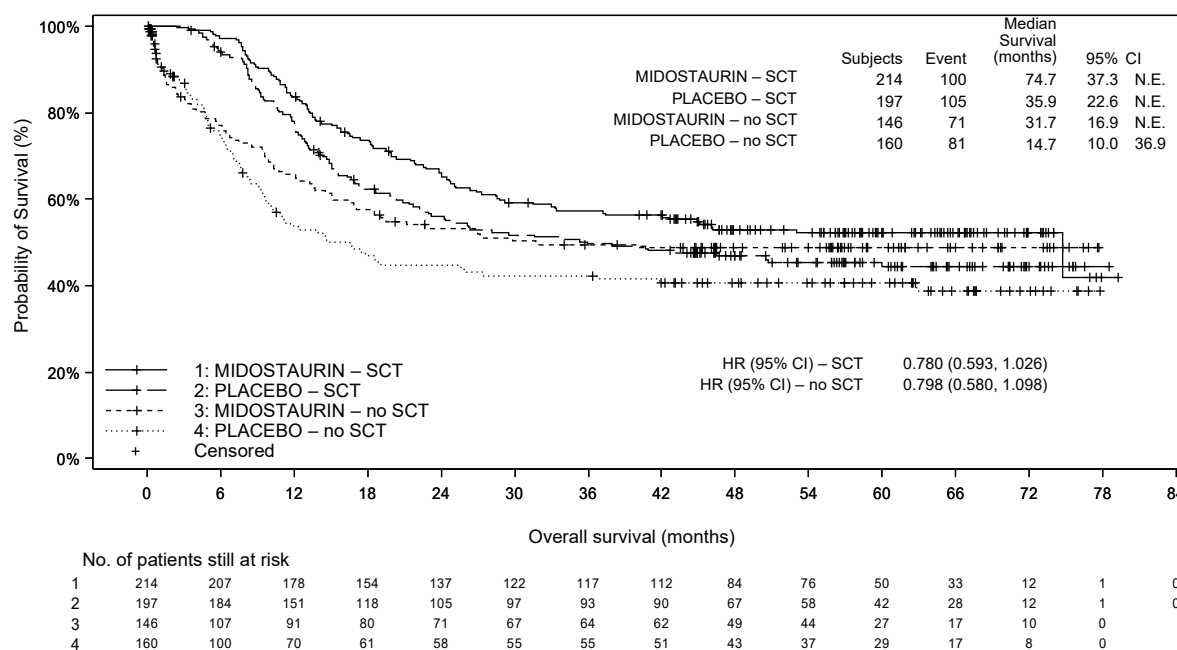 100%
80%
60%
40%
20%
0%
Probability of Survival (%)
Median
Survival
Subjects Event (months) 95% CI
MIDOSTAURIN – SCT 214 100 74.7 37.3 N.E.
PLACEBO – SCT 197 105 35.9 22.6 N.E.
MIDOSTAURIN – no SCT 146 71 31.7 16.9 N.E.
PLACEBO – no SCT 160 81 14.7 10.0 36.9
HR (95% CI) – SCT 0.780 (0.593, 1.026)
HR (95% CI) – no SCT 0.798 (0.580, 1.098)
1: MIDOSTAURIN – SCT
2: PLACEBO – SCT
3: MIDOSTAURIN – no SCT
4: PLACEBO – no SCT
+ Censored
0 6 12 18 24 30 36 42 48 54 60 66 72 78 84
Overall survival (months)
No. of patients still at risk
1 214 207 178 154 137 122 117 112 84 76 50 33 12 1 0
2 197 184 151 118 105 97 93 90 67 58 42 28 12 1 0
3 146 107 91 80 71 67 64 62 49 44 27 17 10 0
4 160 100 70 61 58 55 55 51 43 37 29 17 8 0